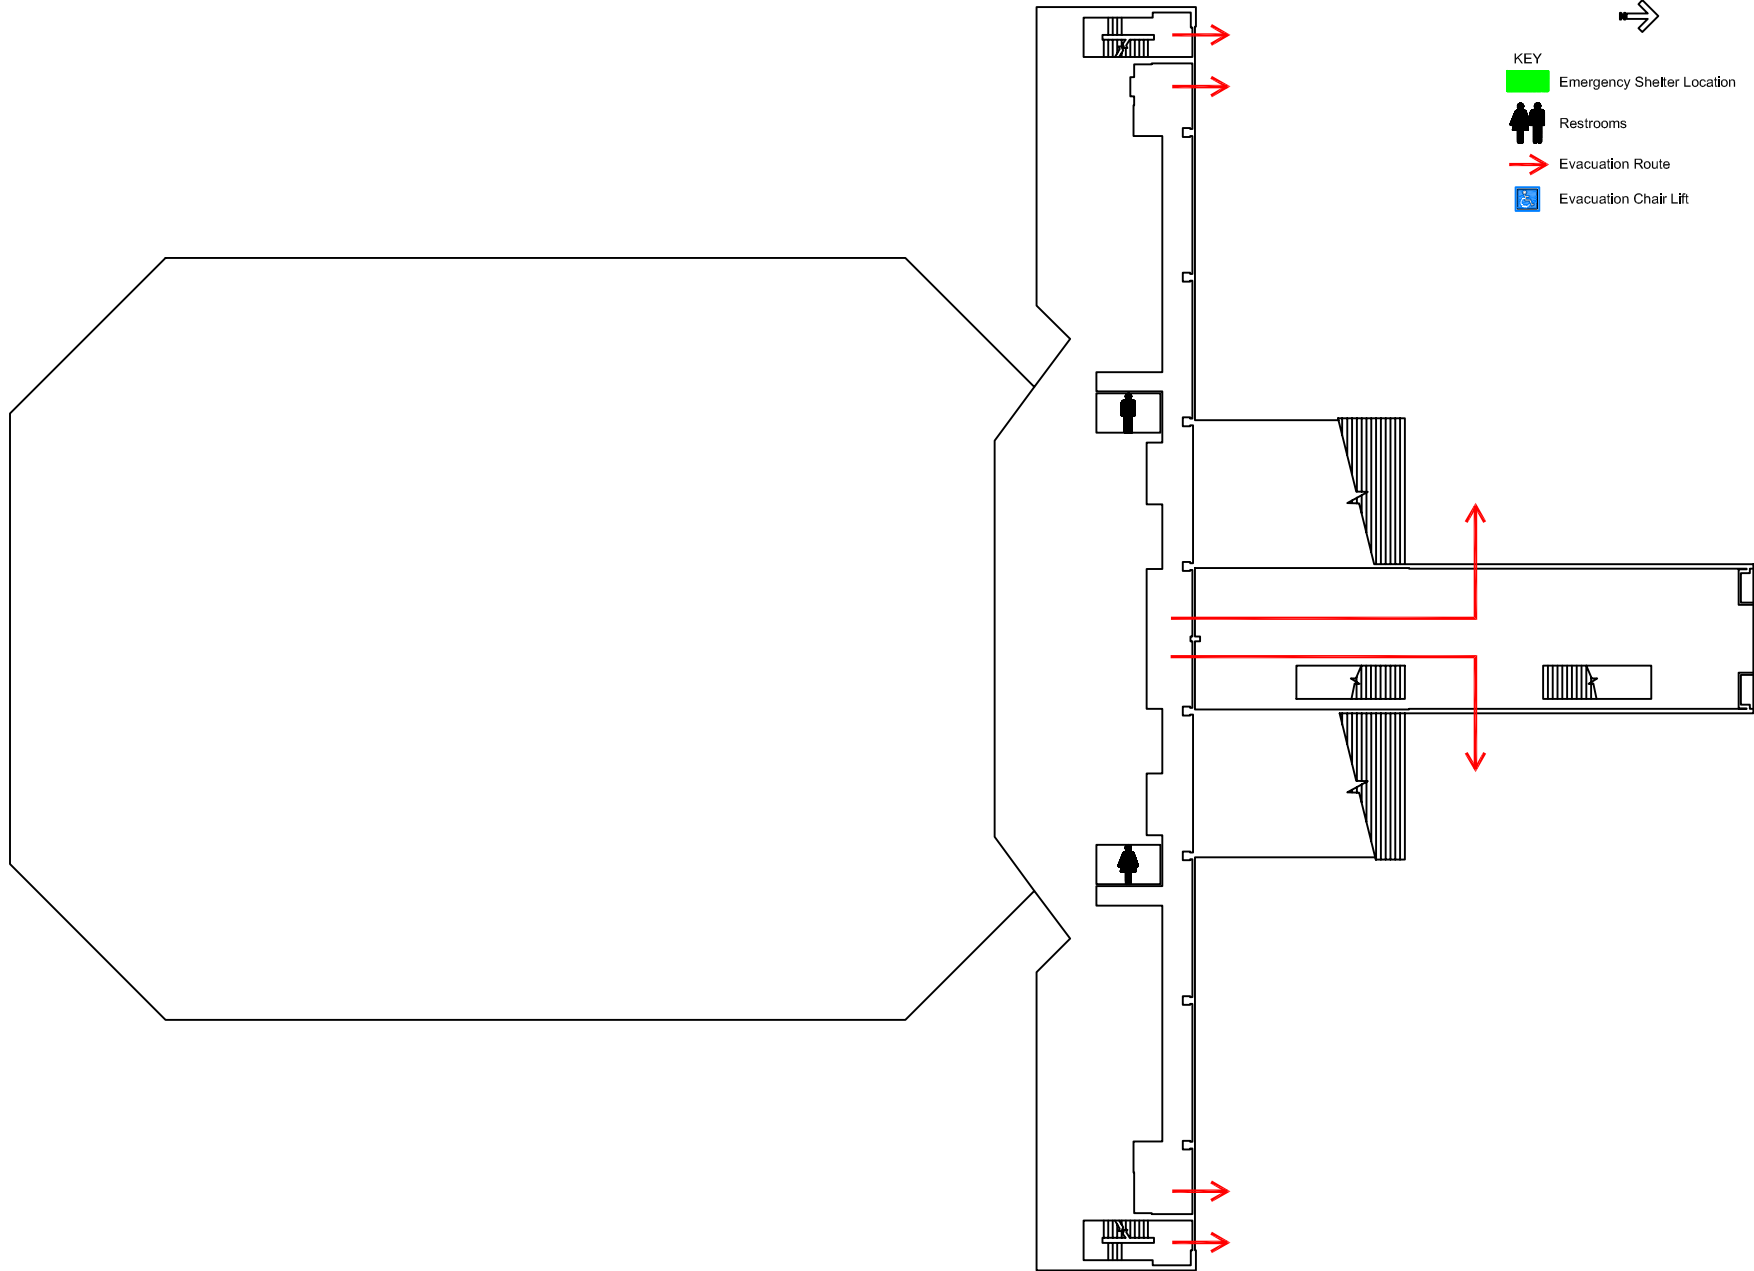 KEY
Emergency Shelter Location
Restrooms
Evacuation Route
Evacuation Chair Lift